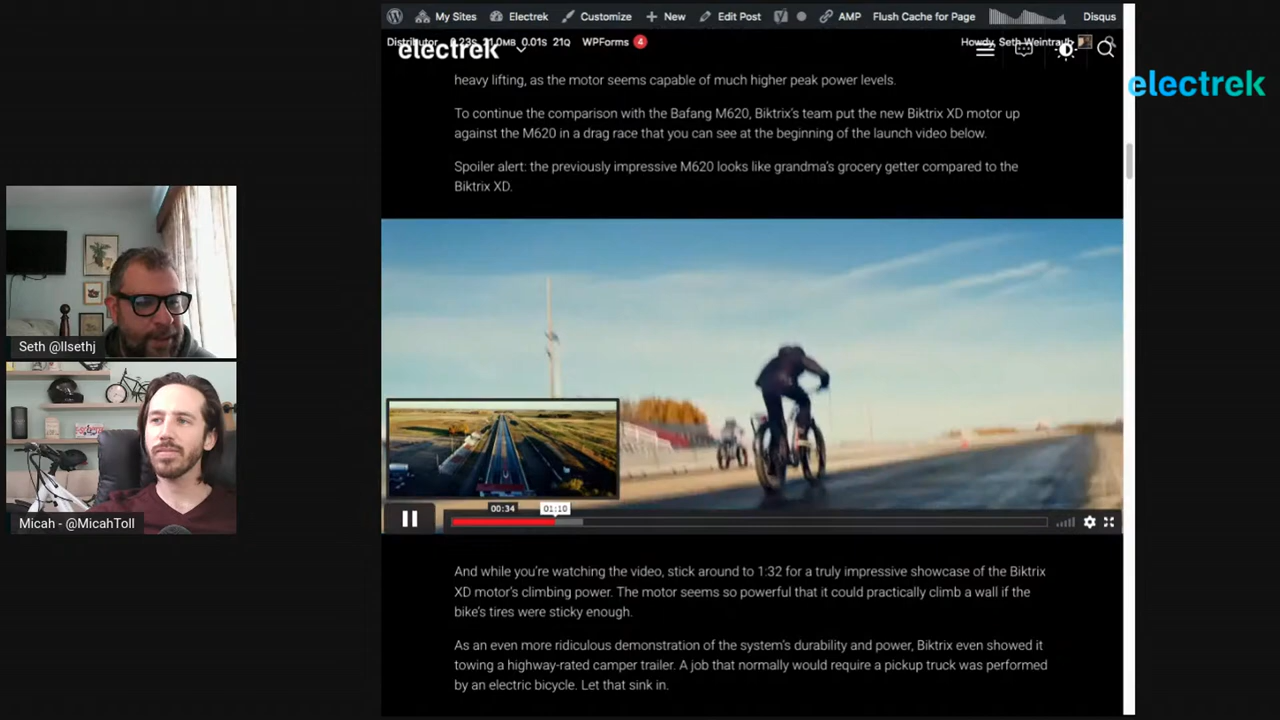 My Sites Electrek Customize New Edit Post AMP Flush Cache for Page Disqus
Distributor 0.23s 0.01s 21Q WPForms 4 Howdy, Seth Weintraub
electrek
electrek
heavy lifting, as the motor seems capable of much higher peak power levels.
To continue the comparison with the Bafang M620, Biktrix's team put the new Biktrix XD motor up
against the M620 in a drag race that you can see at the beginning of the launch video below.
Spoiler alert: the previously impressive M620 looks like grandma's grocery getter compared to the
Biktrix XD.
Seth @llsethj
Micah - @MicahToll
00:34 01:10
And while you're watching the video, stick around to 1:32 for a truly impressive showcase of the Biktrix
XD motor's climbing power. The motor seems so powerful that it could practically climb a wall if the
bike's tires were sticky enough.
As an even more ridiculous demonstration of the system's durability and power, Biktrix even showed it
towing a highway-rated camper trailer. A job that normally would require a pickup truck was performed
by an electric bicycle. Let that sink in.